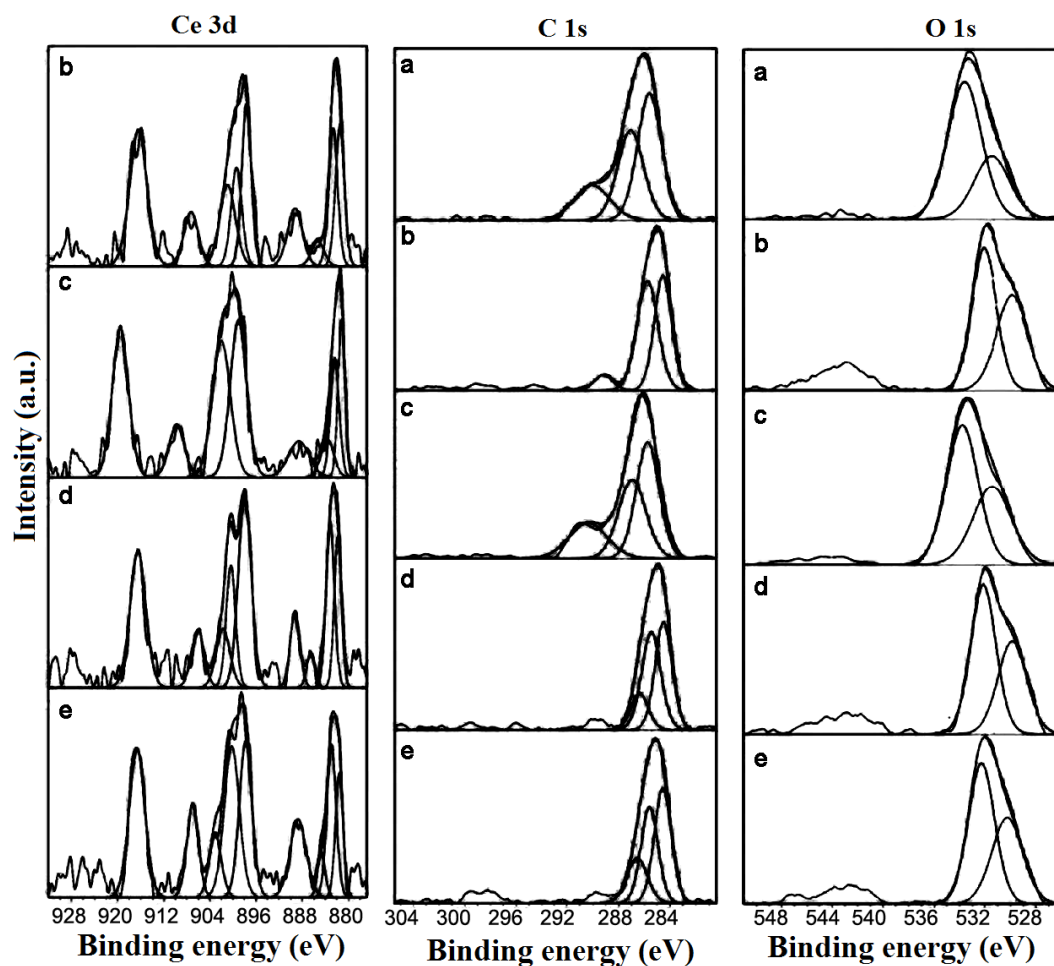 Ce 3d
C 1s
O 1s
b
c
d
e
a
b
c
d
e
a
b
c
d
e
Intensity (a.u.)
928 920 912 904 896 888 880
304 300 296 292 288 284
548 544 540 536 532 528
Binding energy (eV)
Binding energy (eV)
Binding energy (eV)